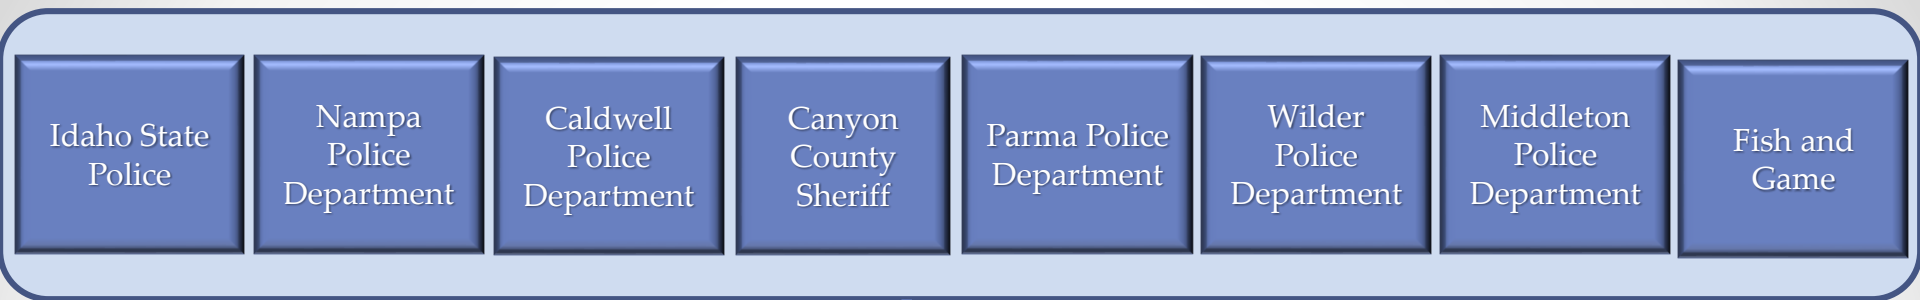 Idaho State
Police
Nampa
Police
Department
Caldwell
Police
Department
Canyon
County
Sheriff
Parma Police
Department
Wilder
Police
Department
Middleton
Police
Department
Fish and
Game